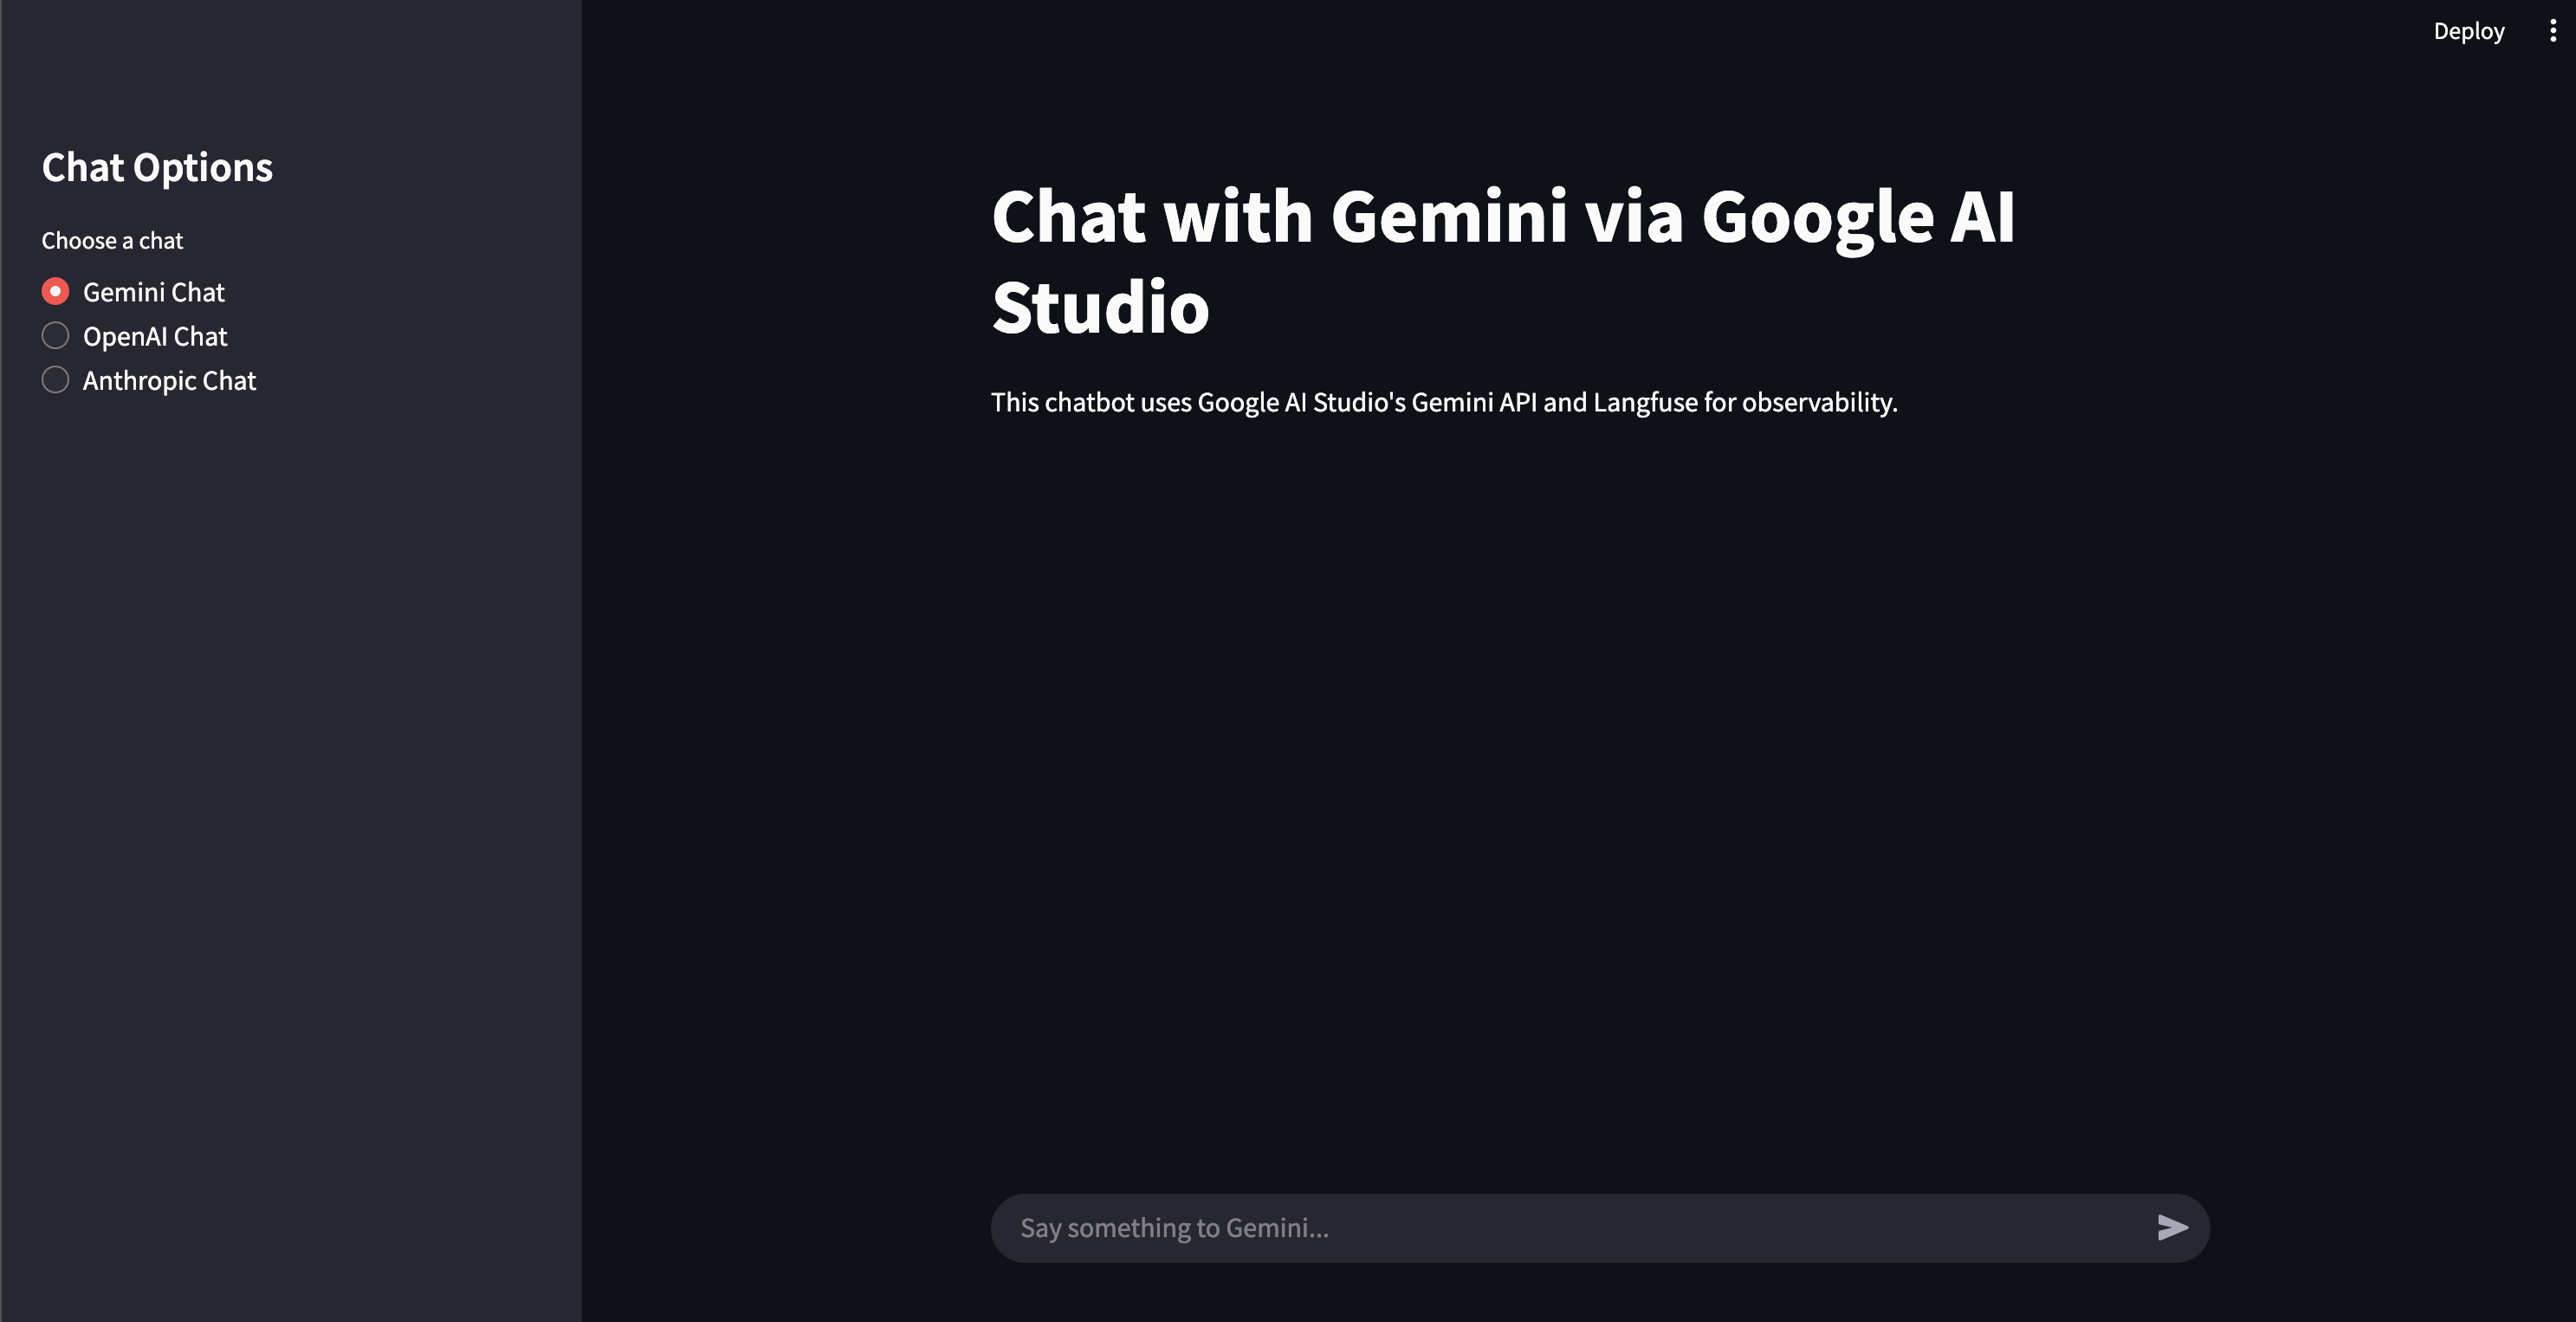 Deploy
Chat Options
Choose a chat
Gemini Chat
OpenAI Chat
Anthropic Chat
Chat with Gemini via Google AI
Studio
This chatbot uses Google AI Studio's Gemini API and Langfuse for observability.
Say something to Gemini...